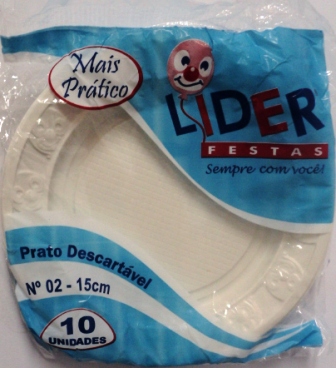 Mais
Prático
LIDER
FESTAS
Sempre com você!
Prato Descartável
Nº 02 - 15cm
10
UNIDADES